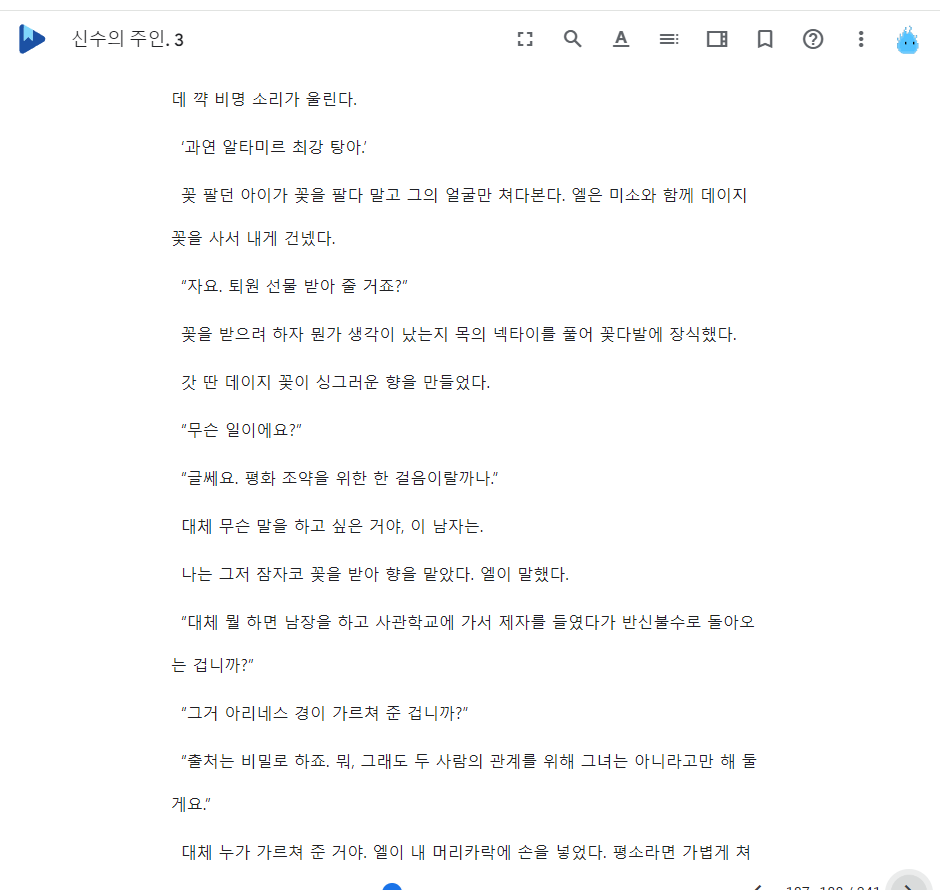 신수의 주인. 3
데 꺅 비명 소리가 울린다.
‘과연 알타미르 최강 탕아.’
꽃 팔던 아이가 꽃을 팔다 말고 그의 얼굴만 쳐다본다. 엘은 미소와 함께 데이지
꽃을 사서 내게 건넸다.
“자요. 퇴원 선물 받아 줄 거죠?”
꽃을 받으려 하자 뭔가 생각이 났는지 목의 넥타이를 풀어 꽃다발에 장식했다.
갓 딴 데이지 꽃이 싱그러운 향을 만들었다.
“무슨 일이에요?”
“글쎄요. 평화 조약을 위한 한 걸음이랄까나.”
대체 무슨 말을 하고 싶은 거야, 이 남자는.
나는 그저 잠자코 꽃을 받아 향을 맡았다. 엘이 말했다.
“대체 뭘 하면 남장을 하고 사관학교에 가서 제자를 들였다가 반신불수로 돌아오
는 겁니까?”
“그거 아리네스 경이 가르쳐 준 겁니까?”
“출처는 비밀로 하죠. 뭐, 그래도 두 사람의 관계를 위해 그녀는 아니라고만 해 둘
게요.”
대체 누가 가르쳐 준 거야. 엘이 내 머리카락에 손을 넣었다. 평소라면 가볍게 쳐